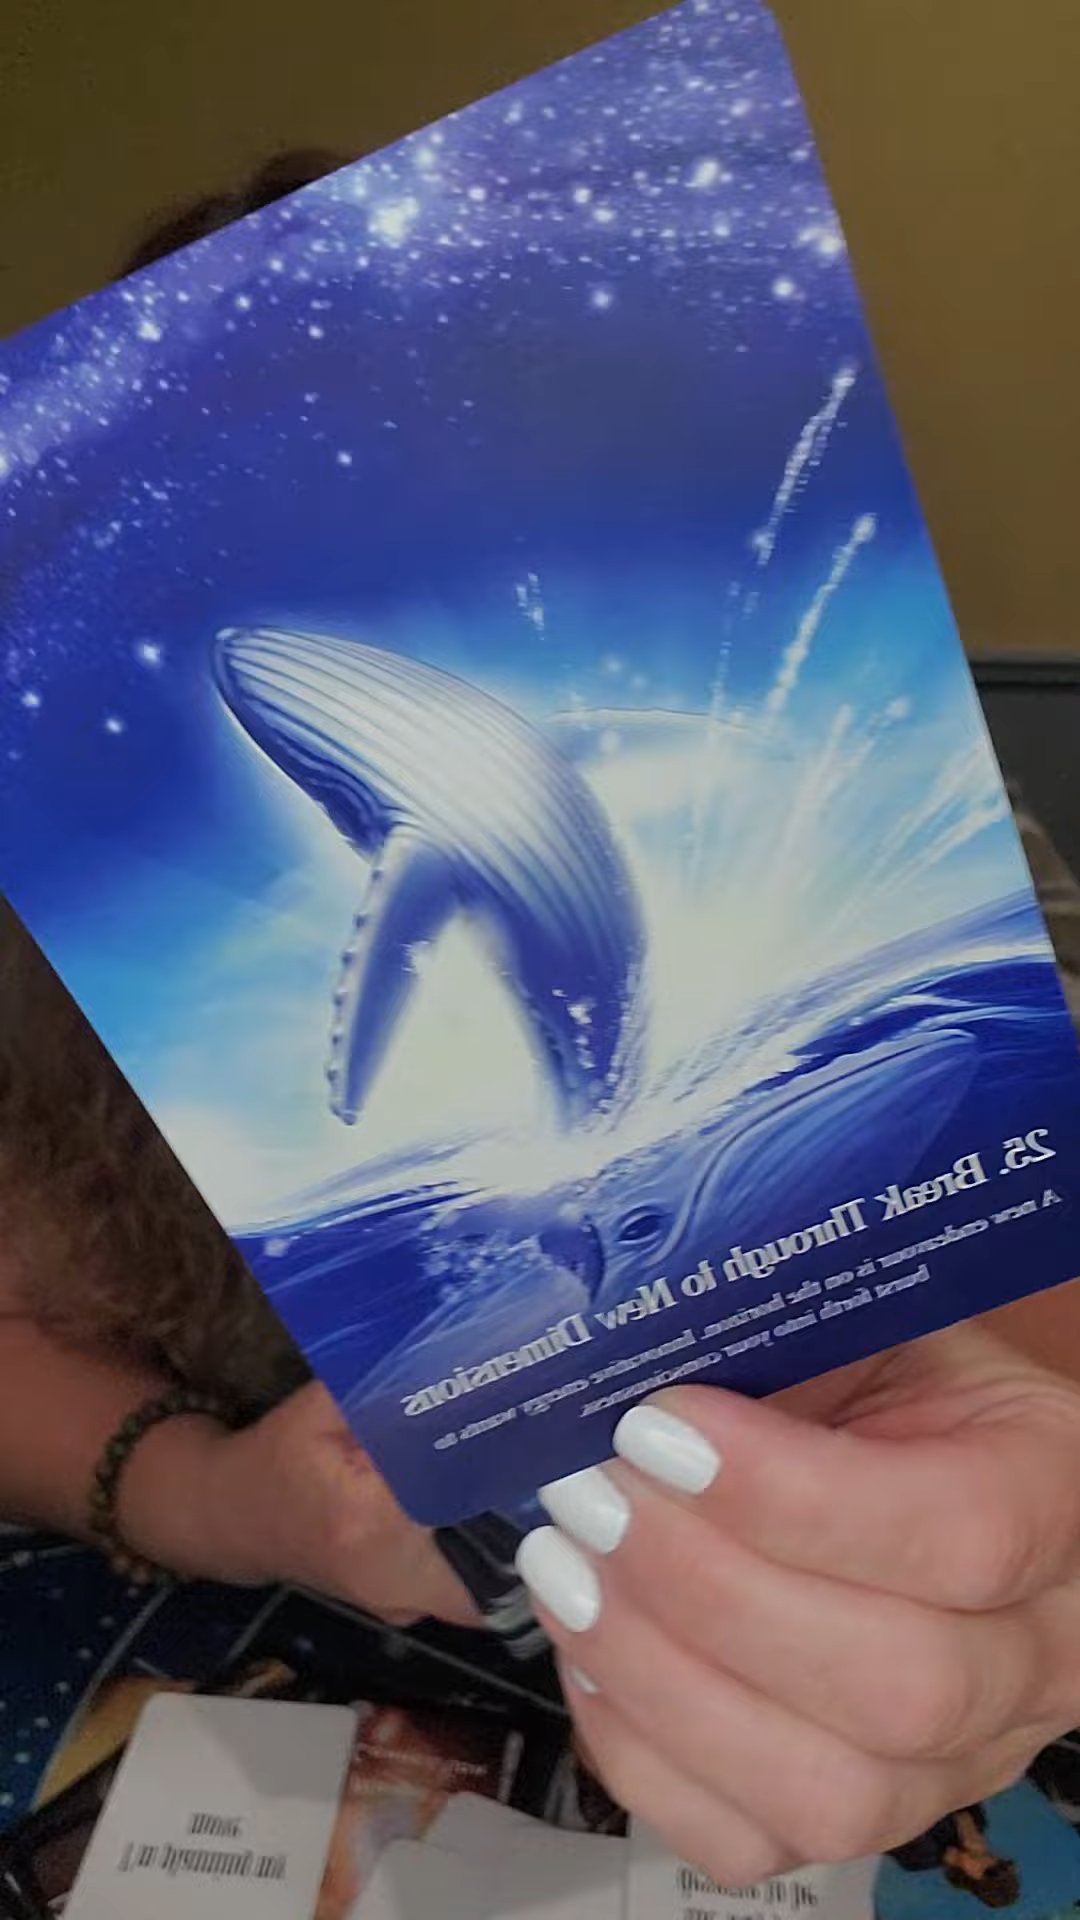 25. Break Through to New Dimensions
A new endeavour is on the horizon. Innovative energy wants to
burst forth into your consciousness